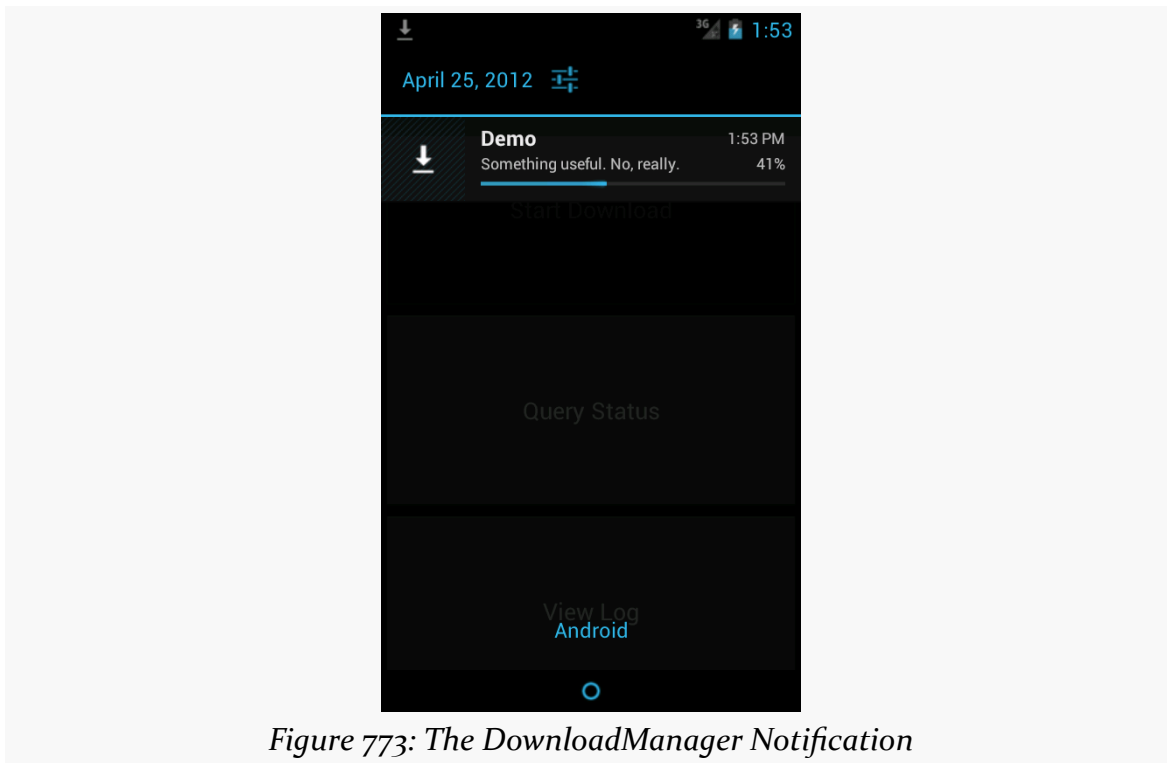 3G 1:53
April 25, 2012
Demo 1:53 PM
Something useful. No, really. 41%
Start Download
Query Status
View Log
Android
Figure 773: The DownloadManager Notification